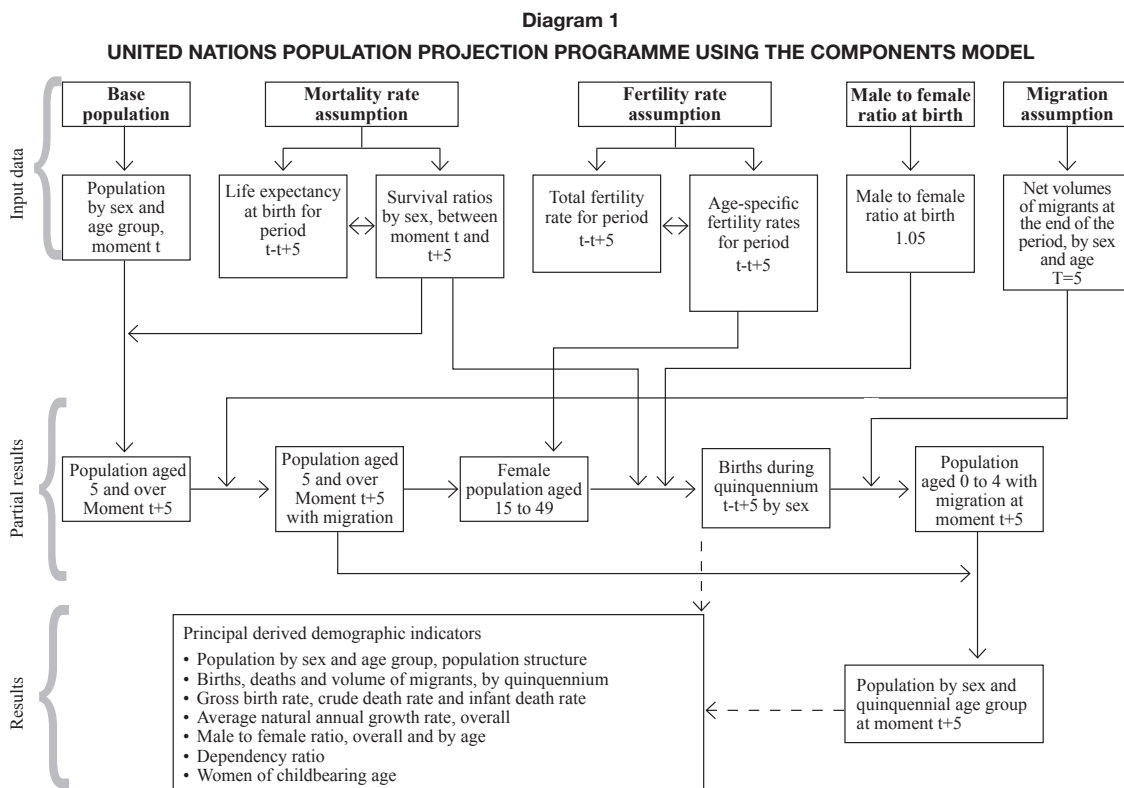 Diagram 1
UNITED NATIONS POPULATION PROJECTION PROGRAMME USING THE COMPONENTS MODEL
Input data
Base
population
Mortality rate
assumption
Fertility rate
assumption
Male to female
ratio at birth
Migration
assumption
Population
by sex and
age group,
moment t
Life expectancy
at birth for
period
t-t+5
Survival ratios
by sex, between
moment t and
t+5
Total fertility
rate for period
t-t+5
Age-specific
fertility rates
for period
t-t+5
Male to female
ratio at birth
1.05
Net volumes
of migrants at
the end of the
period, by sex
and age
T=5
Partial results
Population aged
5 and over
Moment t+5
Population aged
5 and over
Moment t+5
with migration
Female
population aged
15 to 49
Births during
quinquennium
t-t+5 by sex
Population
aged 0 to 4 with
migration at
moment t+5
Results
Principal derived demographic indicators
• Population by sex and age group, population structure
• Births, deaths and volume of migrants, by quinquennium
• Gross birth rate, crude death rate and infant death rate
• Average natural annual growth rate, overall
• Male to female ratio, overall and by age
• Dependency ratio
• Women of childbearing age
Population by sex and
quinquennial age group
at moment t+5